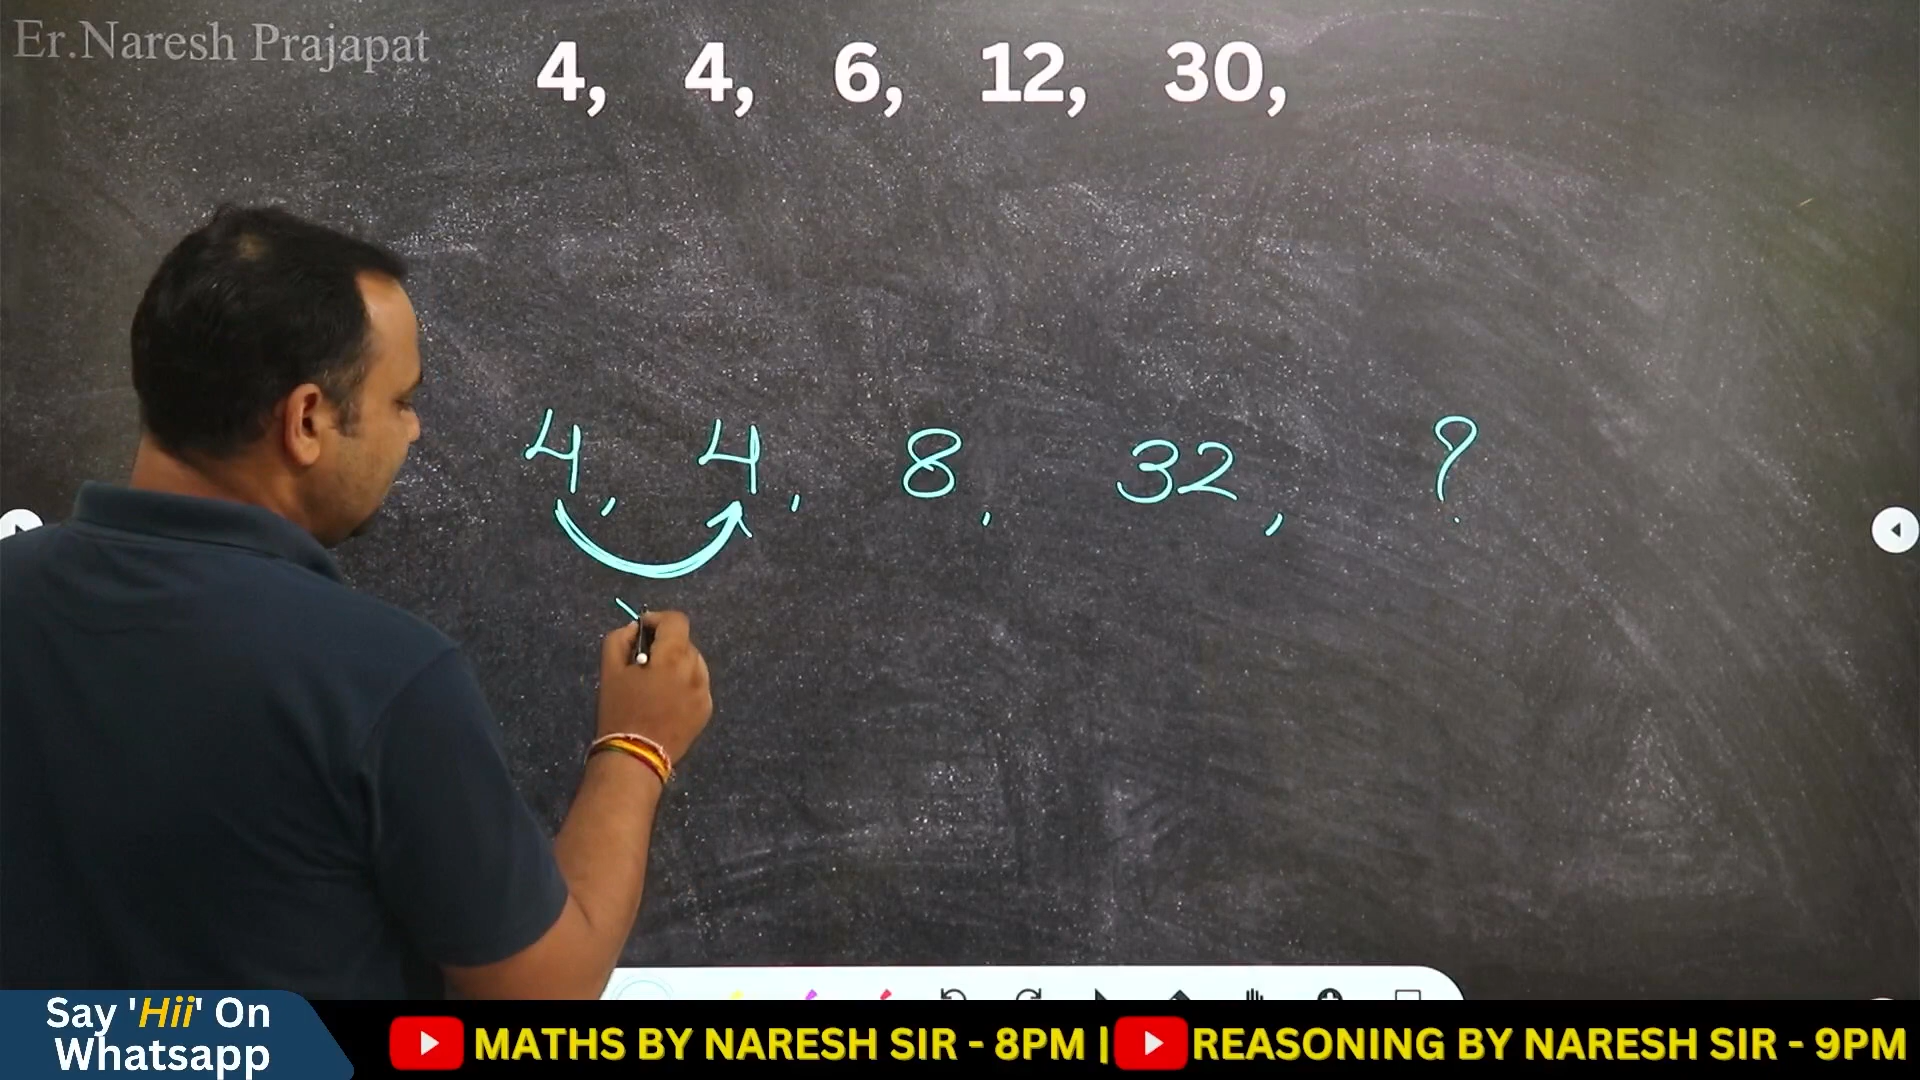 Er.Naresh Prajapat
4, 4, 6, 12, 30,
4, 4, 8, 32, ?
Say 'Hii' On
Whatsapp
MATHS BY NARESH SIR - 8PM | REASONING BY NARESH SIR - 9PM